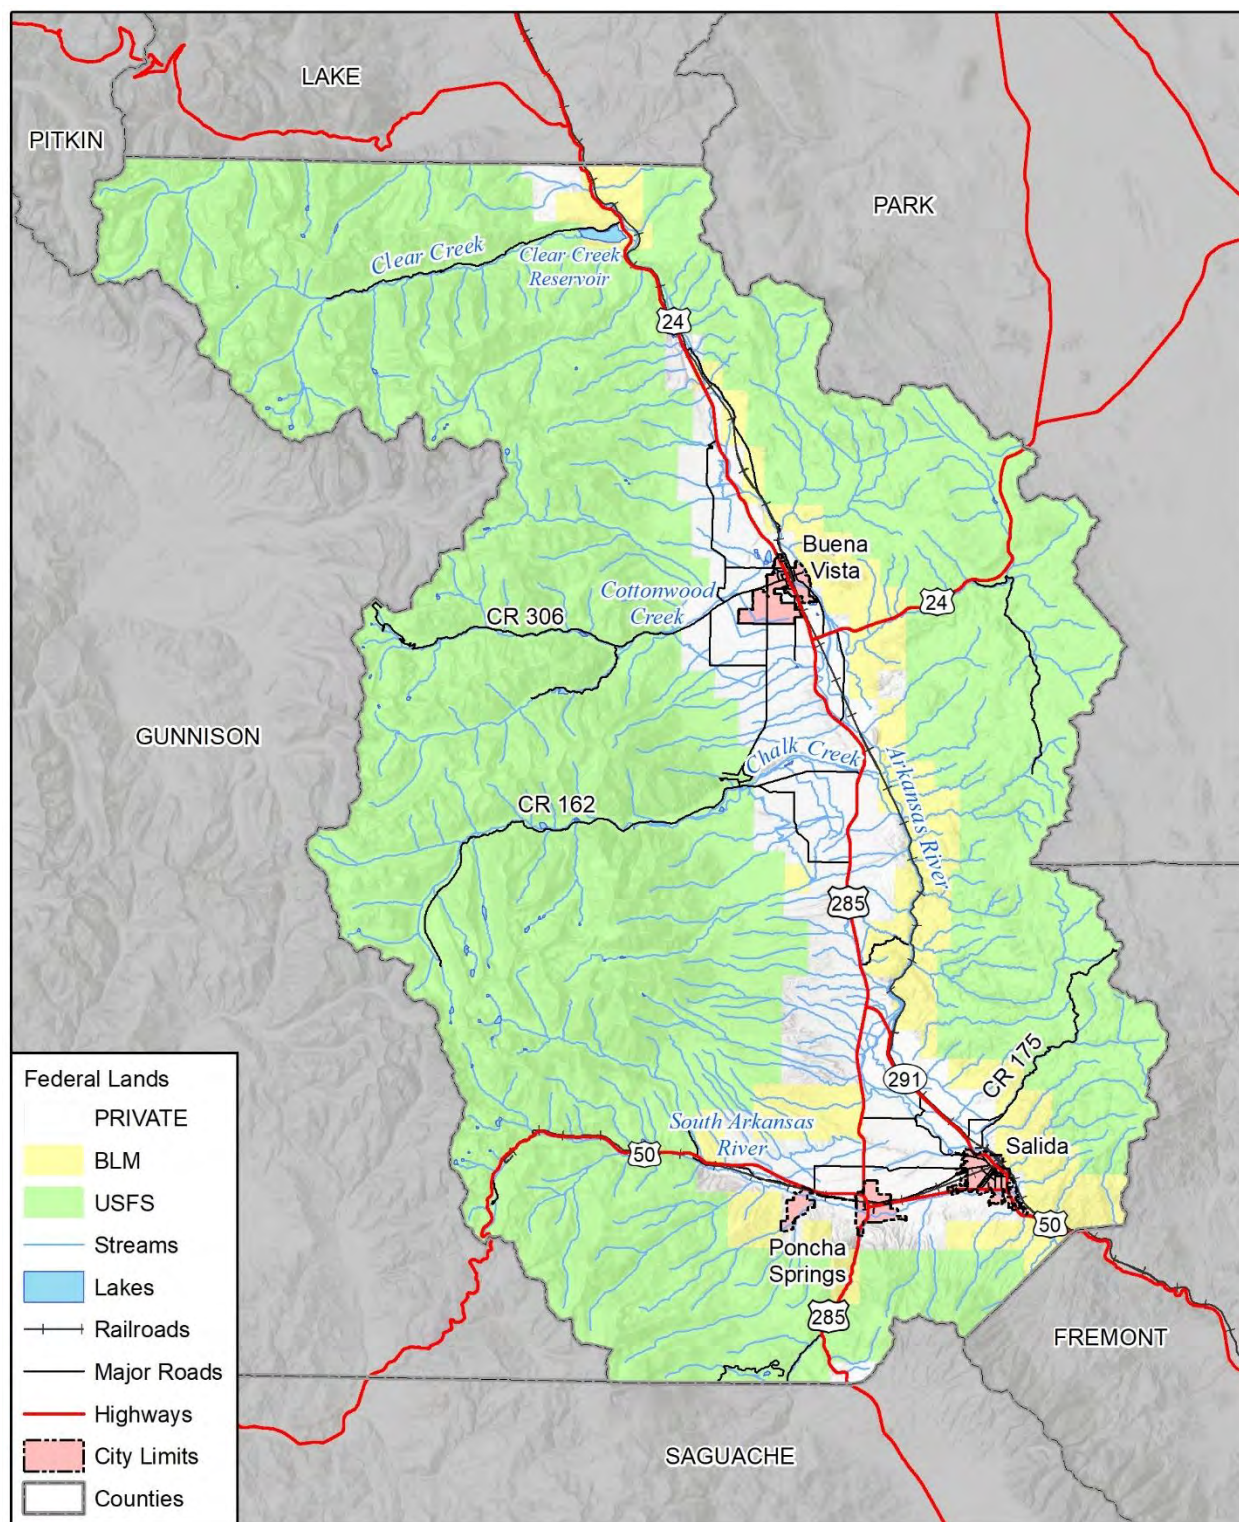 LAKE
PITKIN
PARK
Clear Creek
Clear Creek
Reservoir
24
Buena
Vista
Cottonwood
Creek
24
CR 306
GUNNISON
Chalk Creek
Arkansas River
CR 162
285
CR 175
291
South Arkansas
River
Salida
50
50
Poncha
Springs
285
FREMONT
SAGUACHE
Federal Lands
PRIVATE
BLM
USFS
Streams
Lakes
Railroads
Major Roads
Highways
City Limits
Counties